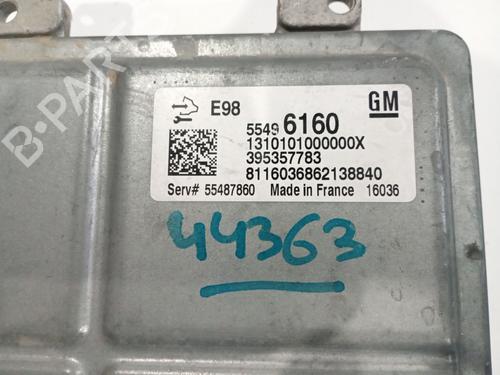 B-PARTS
E98
GM
5549 6160
1310101000000X
395357783
8116036862138840
Serv# 55487860 Made in France 16036
44363